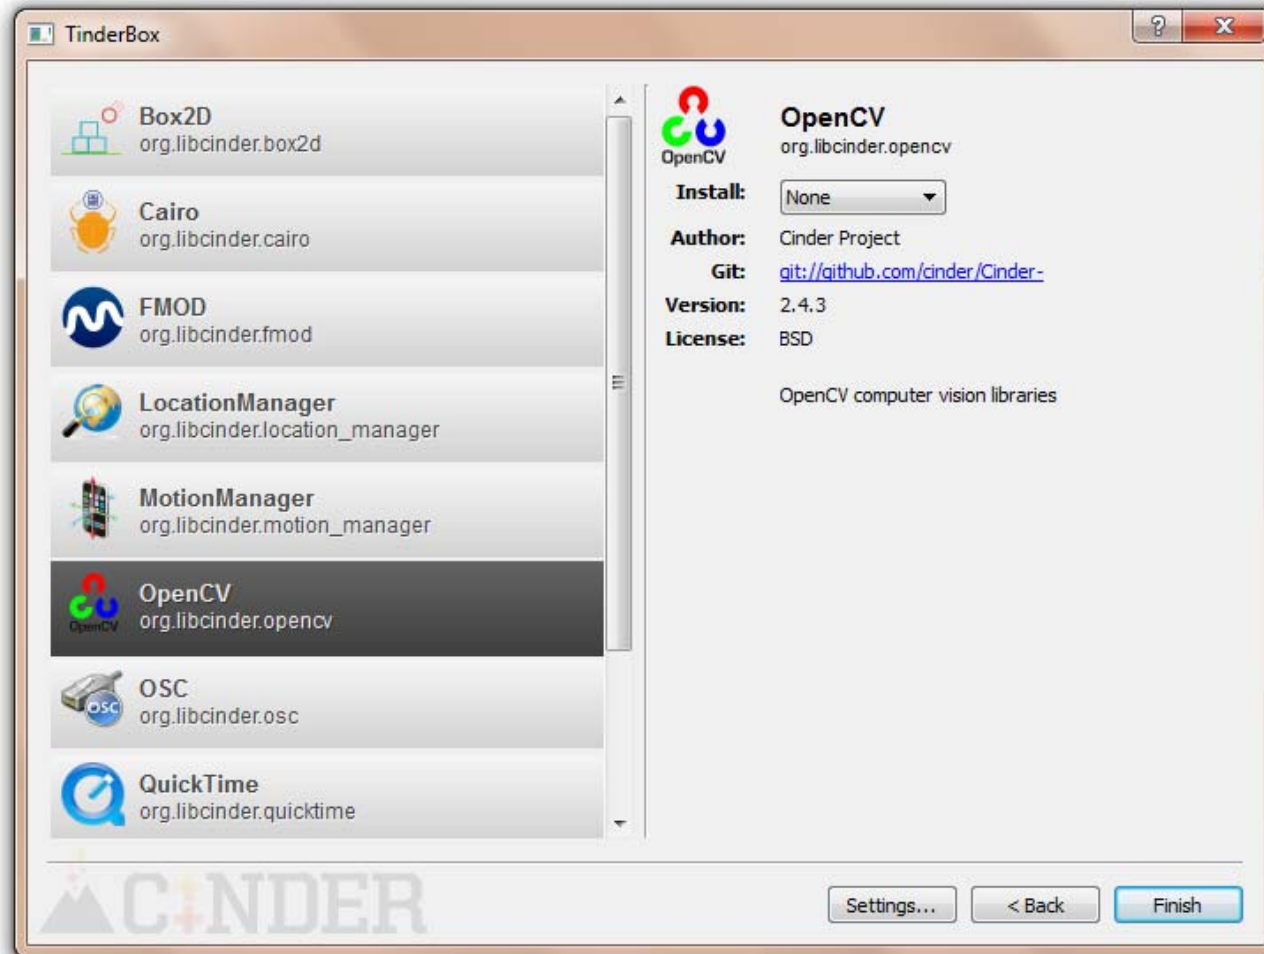 TinderBox
Box2D
org.libcinder.box2d
Cairo
org.libcinder.cairo
FMOD
org.libcinder.fmod
LocationManager
org.libcinder.location_manager
MotionManager
org.libcinder.motion_manager
OpenCV
OpenCV
org.libcinder.opencv
OSC
OSC
org.libcinder.osc
QuickTime
org.libcinder.quicktime
OpenCV
OpenCV
org.libcinder.opencv
Install: None
Author: Cinder Project
Git: git://github.com/cinder/Cinder-
Version: 2.4.3
License: BSD
OpenCV computer vision libraries
CINDER
Settings... < Back Finish